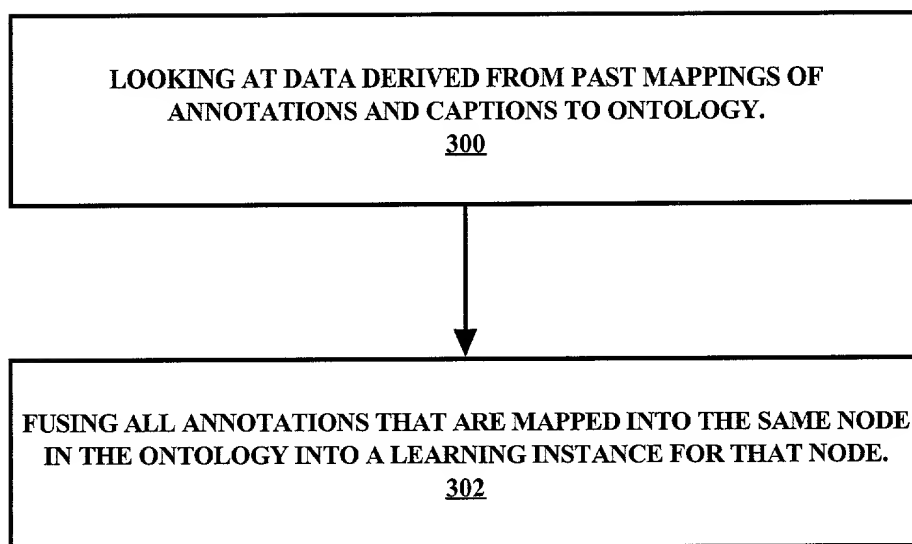 LOOKING AT DATA DERIVED FROM PAST MAPPINGS OF
ANNOTATIONS AND CAPTIONS TO ONTOLOGY.
300
FUSING ALL ANNOTATIONS THAT ARE MAPPED INTO THE SAME NODE
IN THE ONTOLOGY INTO A LEARNING INSTANCE FOR THAT NODE.
302